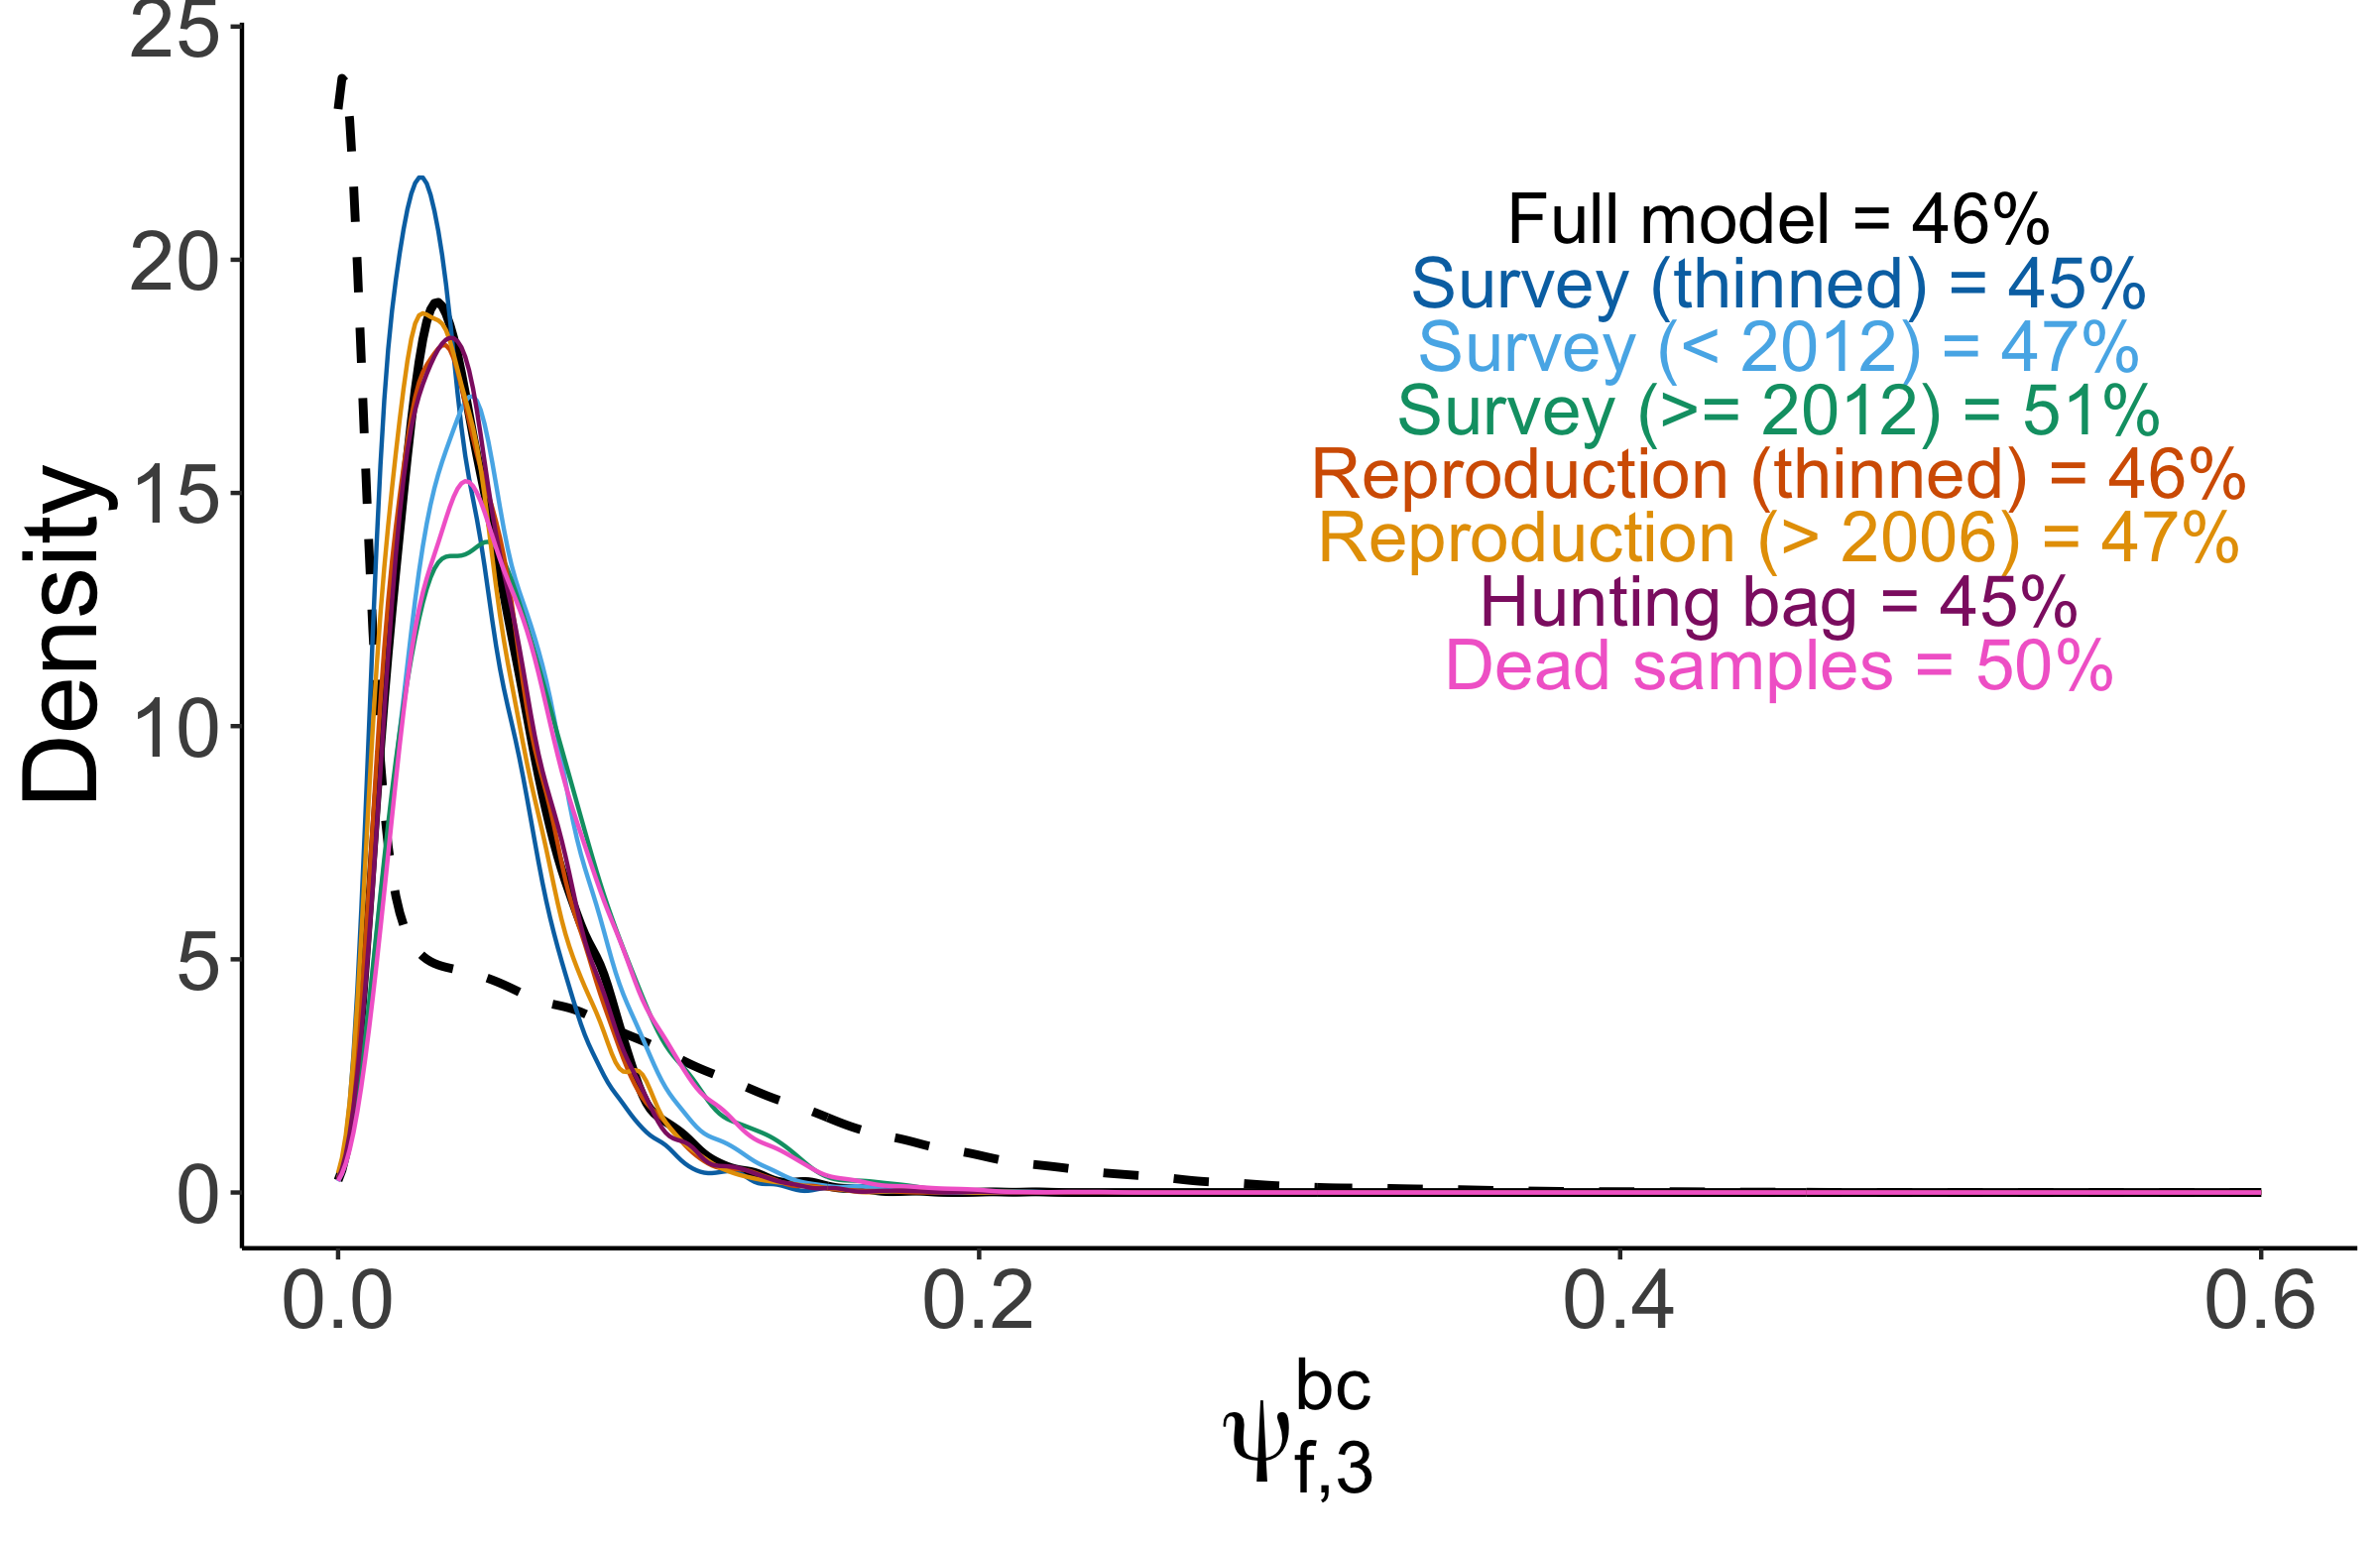 25
20
15
10
5
0
Density
Full model = 46%
Survey (thinned) = 45%
Survey (< 2012) = 47%
Survey (>= 2012) = 51%
Reproduction (thinned) = 46%
Reproduction (> 2006) = 47%
Hunting bag = 45%
Dead samples = 50%
0.0 0.2 0.4 0.6
ψ bc f,3